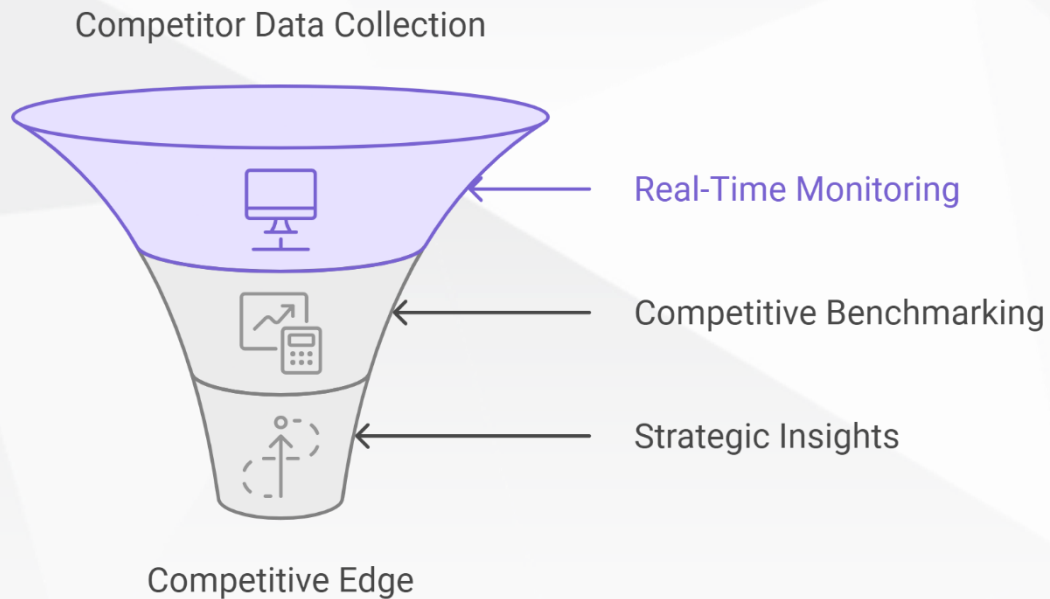 Competitor Data Collection
Real-Time Monitoring
Competitive Benchmarking
Strategic Insights
Competitive Edge